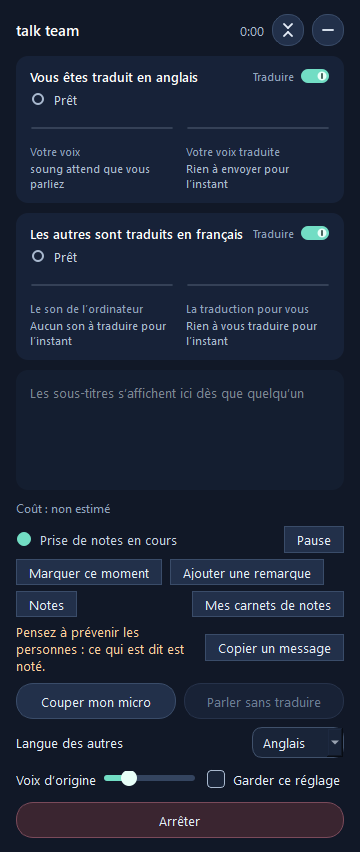 talk team
0:00
Vous êtes traduit en anglais
Traduire
Prêt
Votre voix
soung attend que vous
parliez
Votre voix traduite
Rien à envoyer pour
l'instant
Les autres sont traduits en français
Traduire
Prêt
Le son de l'ordinateur
Aucun son à traduire pour
l'instant
La traduction pour vous
Rien à vous traduire pour
l'instant
Les sous-titres s'affichent ici dès que quelqu'un
Coût : non estimé
Prise de notes en cours
Pause
Marquer ce moment
Ajouter une remarque
Notes
Mes carnets de notes
Pensez à prévenir les
personnes : ce qui est dit est
noté.
Copier un message
Couper mon micro
Parler sans traduire
Langue des autres
Anglais
Voix d'origine
Garder ce réglage
Arrêter